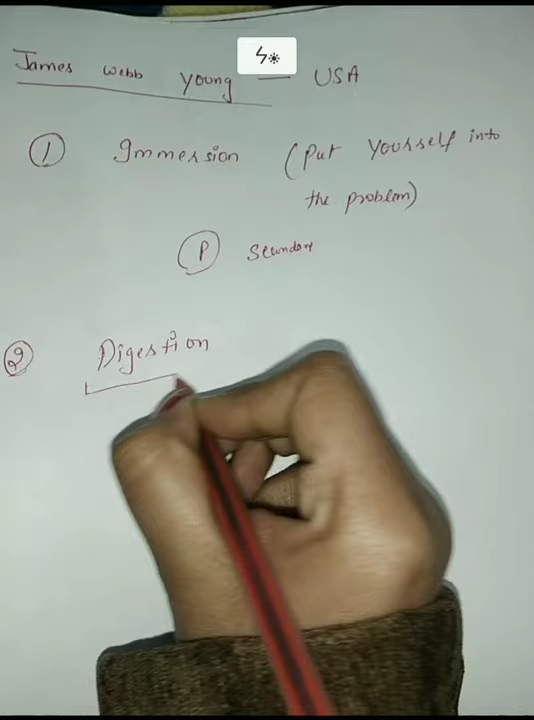 James Webb Young — USA
① Immersion (Put Yourself into
the problem)
Ⓟ Secondary
② Digestion